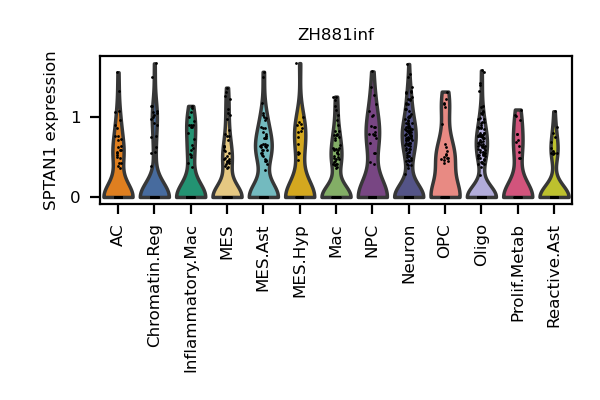 ZH881inf
SPTAN1 expression
1
0
AC
Chromatin.Reg
Inflammatory.Mac
MES
MES.Ast
MES.Hyp
Mac
NPC
Neuron
OPC
Oligo
Prolif.Metab
Reactive.Ast